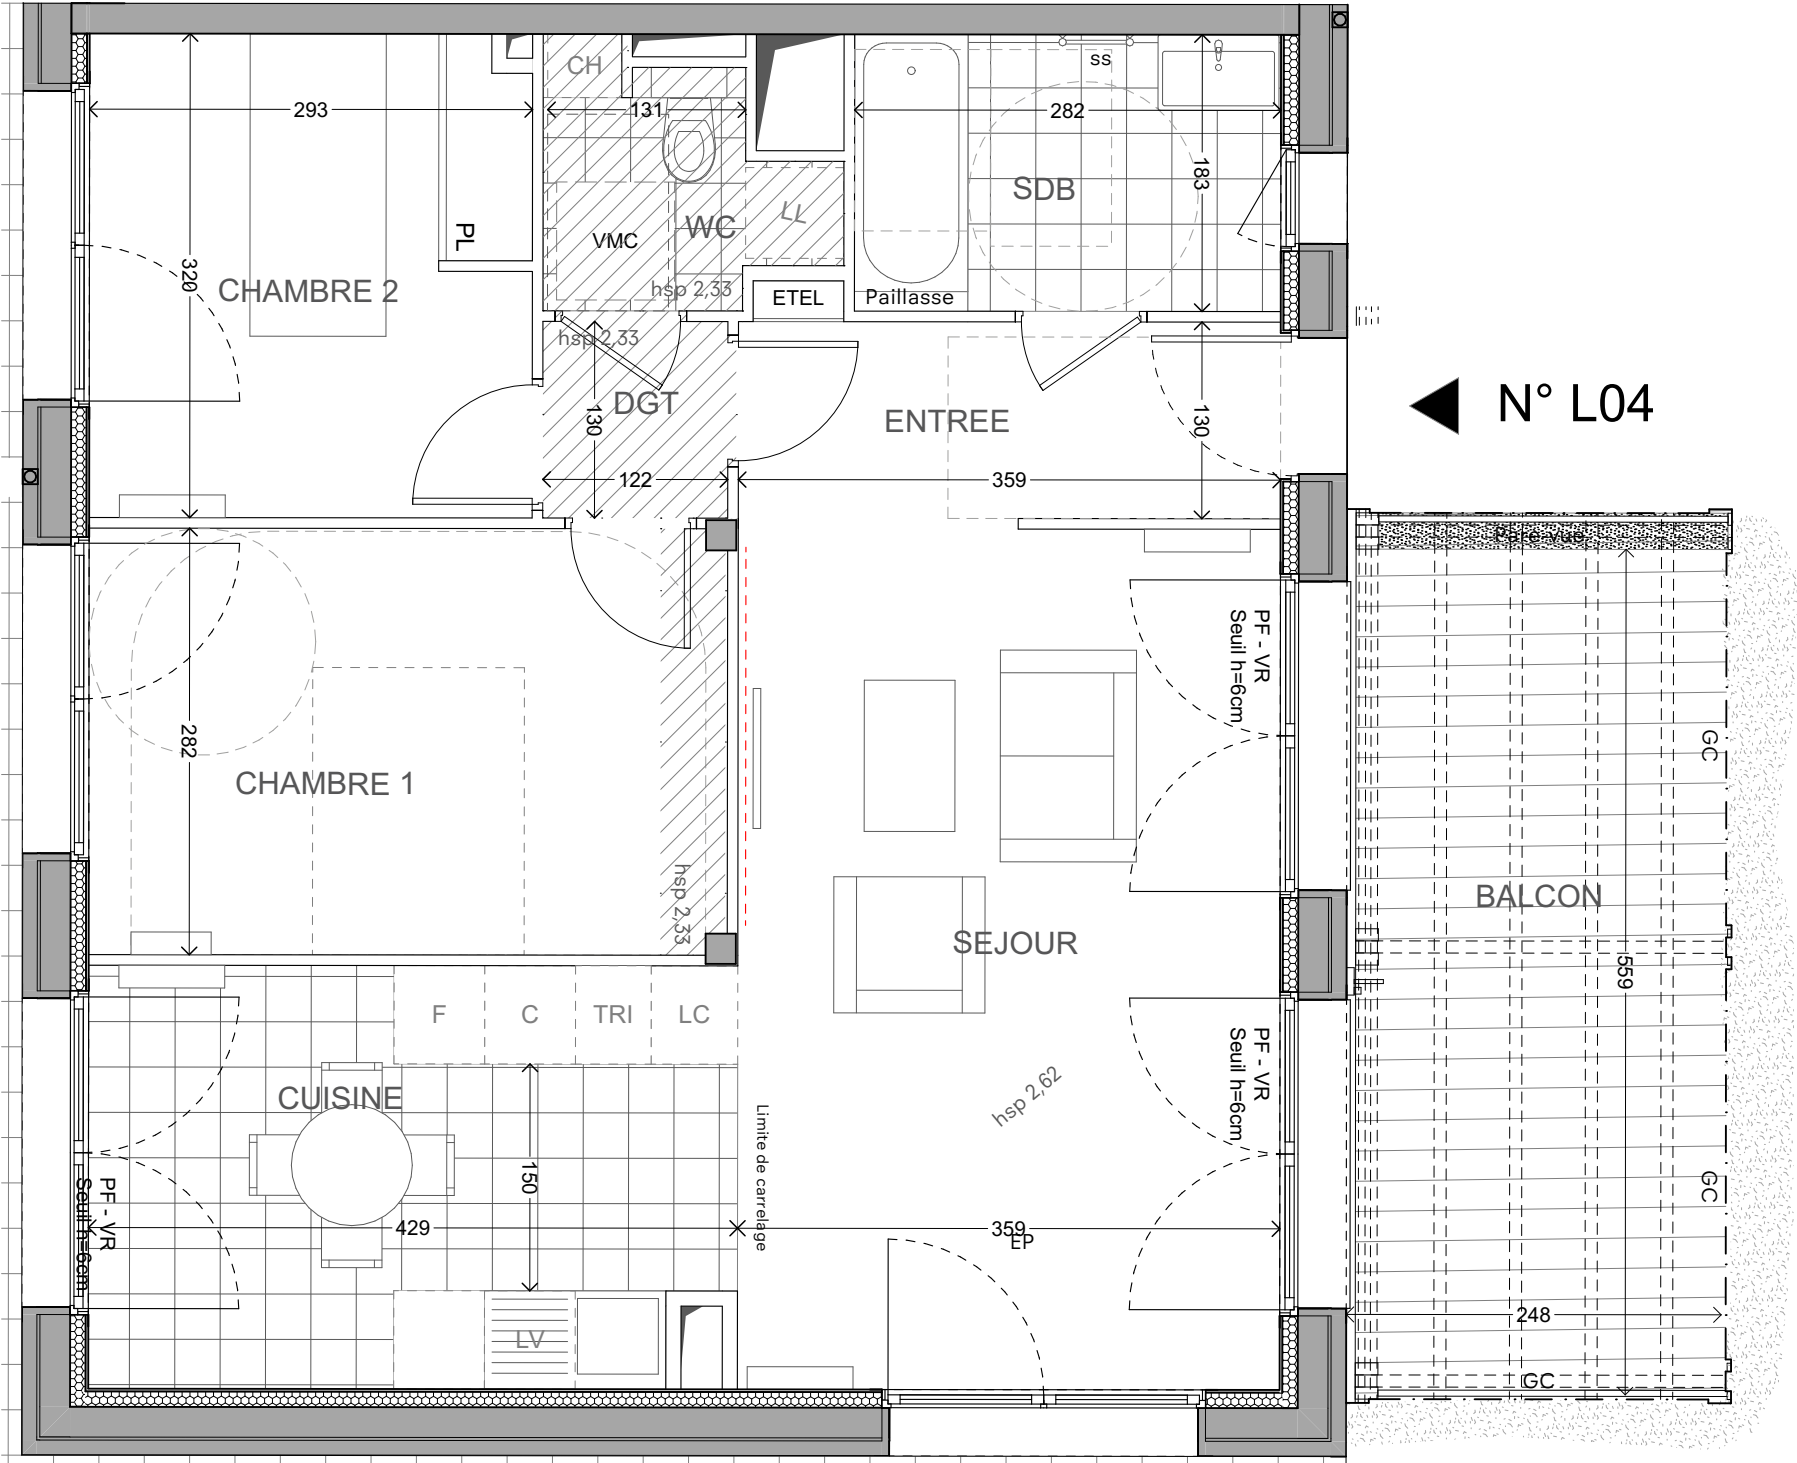 CH
ss
293
131
282
183
SDB
PL
WC
LL
VMC
320
CHAMBRE 2
hsp 2,33
ETEL
Paillasse
hsp 2,33
DGT
130
ENTREE
130
N° L04
122
359
Pare-vue
PF - VR
Seuil h=6cm
282
CHAMBRE 1
GC
hsp 2,33
SEJOUR
BALCON
559
F
C
TRI
LC
CUISINE
hsp 2,62
PF - VR
Seuil h=6cm
Limite de carrelage
150
PF - VR
Seuil h=6cm
GC
429
359
EP
248
LV
GC